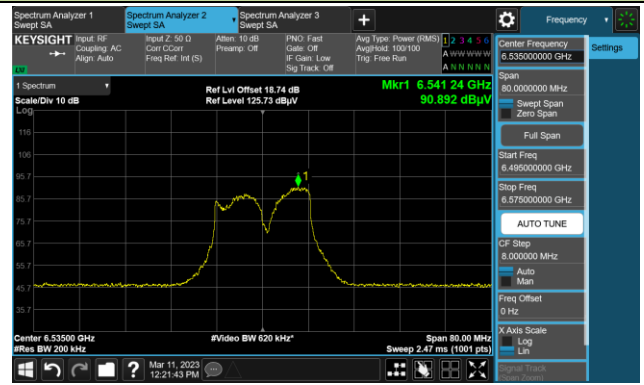 Spectrum Analyzer 1
Swept SA
Spectrum Analyzer 2
Swept SA
Spectrum Analyzer 3
Swept SA
Frequency
KEYSIGHT
Input: RF
Coupling: AC
Align: Auto
Input Z: 50 Ω
Corr CCorr
Freq Ref: Int (S)
Atten: 10 dB
Preamp: Off
PNO: Fast
Gate: Off
IF Gain: Low
Sig Track: Off
Avg Type: Power (RMS)
Avg|Hold: 100/100
Trig: Free Run
1 2 3 4 5 6
A W W W W W
A N N N N N
1 Spectrum
Scale/Div 10 dB
Log
Ref Lvl Offset 18.74 dB
Ref Level 125.73 dBµV
Mkr1 6.541 24 GHz
90.892 dBµV
116
106
95.7
85.7
75.7
65.7
55.7
45.7
35.7
1
Center 6.53500 GHz
#Res BW 200 kHz
#Video BW 620 kHz*
Span 80.00 MHz
Sweep 2.47 ms (1001 pts)
Mar 11, 2023
12:21:43 PM
Center Frequency
6.535000000 GHz
Settings
Span
80.0000000 MHz
Swept Span
Zero Span
Full Span
Start Freq
6.495000000 GHz
Stop Freq
6.575000000 GHz
AUTO TUNE
CF Step
8.000000 MHz
Auto
Man
Freq Offset
0 Hz
X Axis Scale
Log
Lin
Signal Track
(Span Zoom)